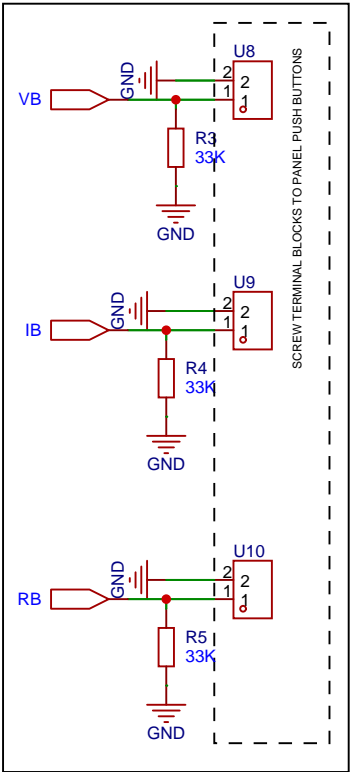 U8
GND
2
2
VB
1
1
R3
33K
GND
SCREW TERMINAL BLOCKS TO PANEL PUSH BUTTONS
U9
GND
2
2
IB
1
1
R4
33K
GND
U10
GND
2
2
RB
1
1
R5
33K
GND